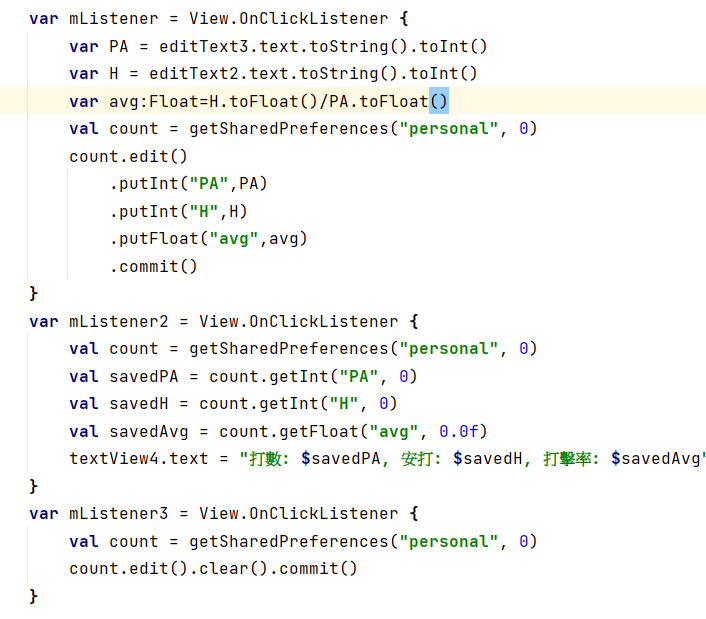 var mListener = View.OnClickListener {
    var PA = editText3.text.toString().toInt()
    var H = editText2.text.toString().toInt()
    var avg:Float=H.toFloat()/PA.toFloat()
    val count = getSharedPreferences("personal", 0)
    count.edit()
        .putInt("PA",PA)
        .putInt("H",H)
        .putFloat("avg",avg)
        .commit()
}
var mListener2 = View.OnClickListener {
    val count = getSharedPreferences("personal", 0)
    val savedPA = count.getInt("PA", 0)
    val savedH = count.getInt("H", 0)
    val savedAvg = count.getFloat("avg", 0.0f)
    textView4.text = "打數: $savedPA, 安打: $savedH, 打擊率: $savedAvg"
}
var mListener3 = View.OnClickListener {
    val count = getSharedPreferences("personal", 0)
    count.edit().clear().commit()
}